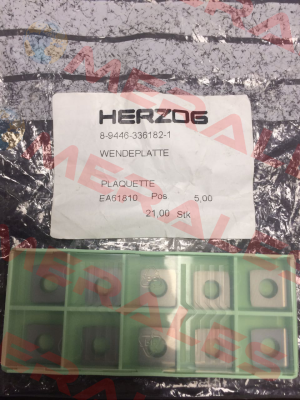 HERZOG
8-9446-336182-1
WENDEPLATTE
PLAQUETTE
EA61810 Pos 5,00
21,00 Stk